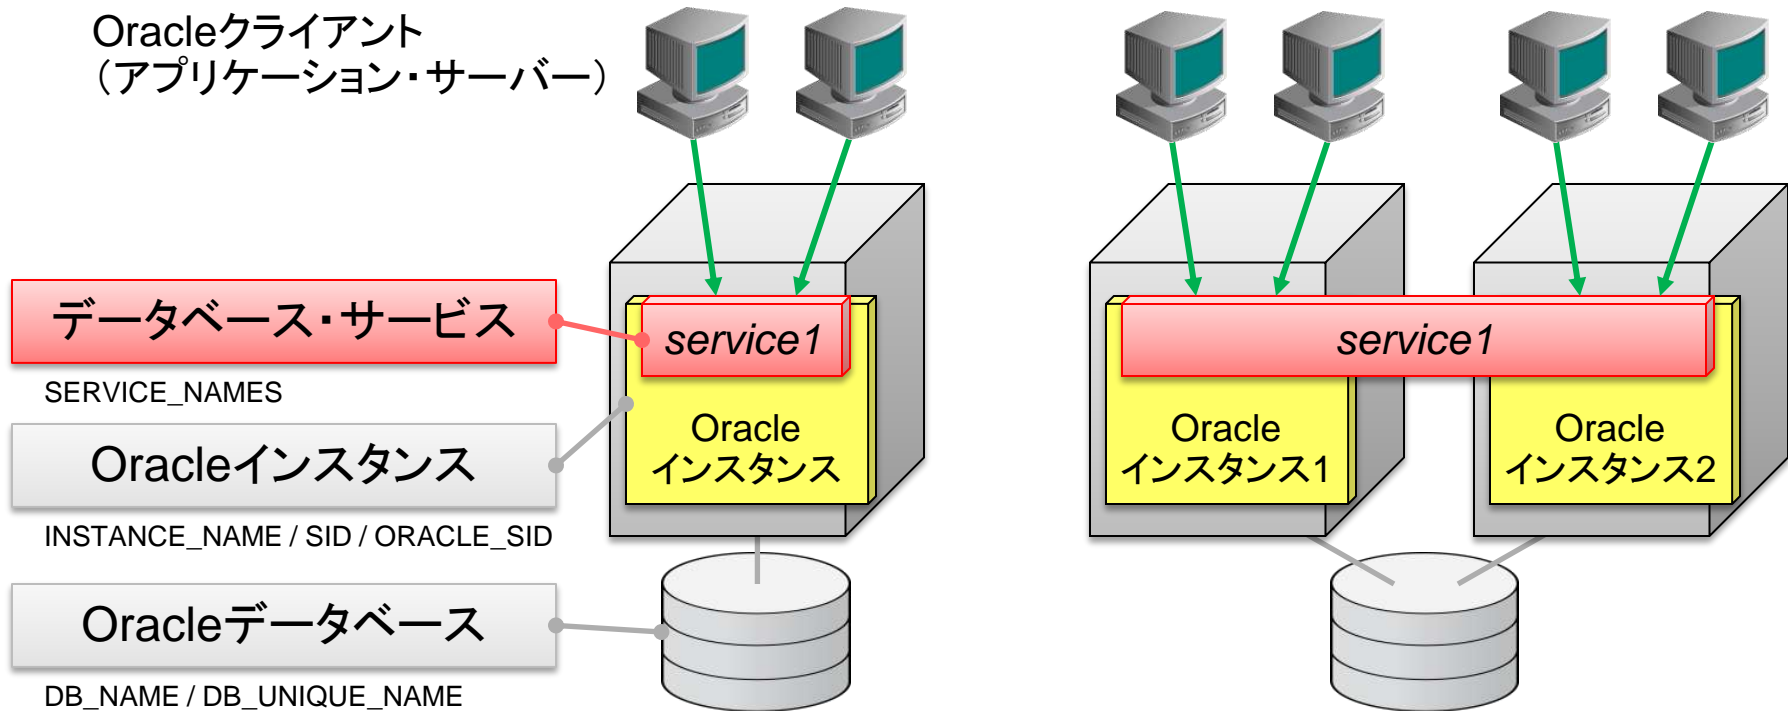 Oracleクライアント
（アプリケーション・サーバー）
データベース・サービス
SERVICE_NAMES
Oracleインスタンス
INSTANCE_NAME / SID / ORACLE_SID
Oracleデータベース
DB_NAME / DB_UNIQUE_NAME
service1
Oracle
インスタンス
service1
Oracle
インスタンス1
Oracle
インスタンス2